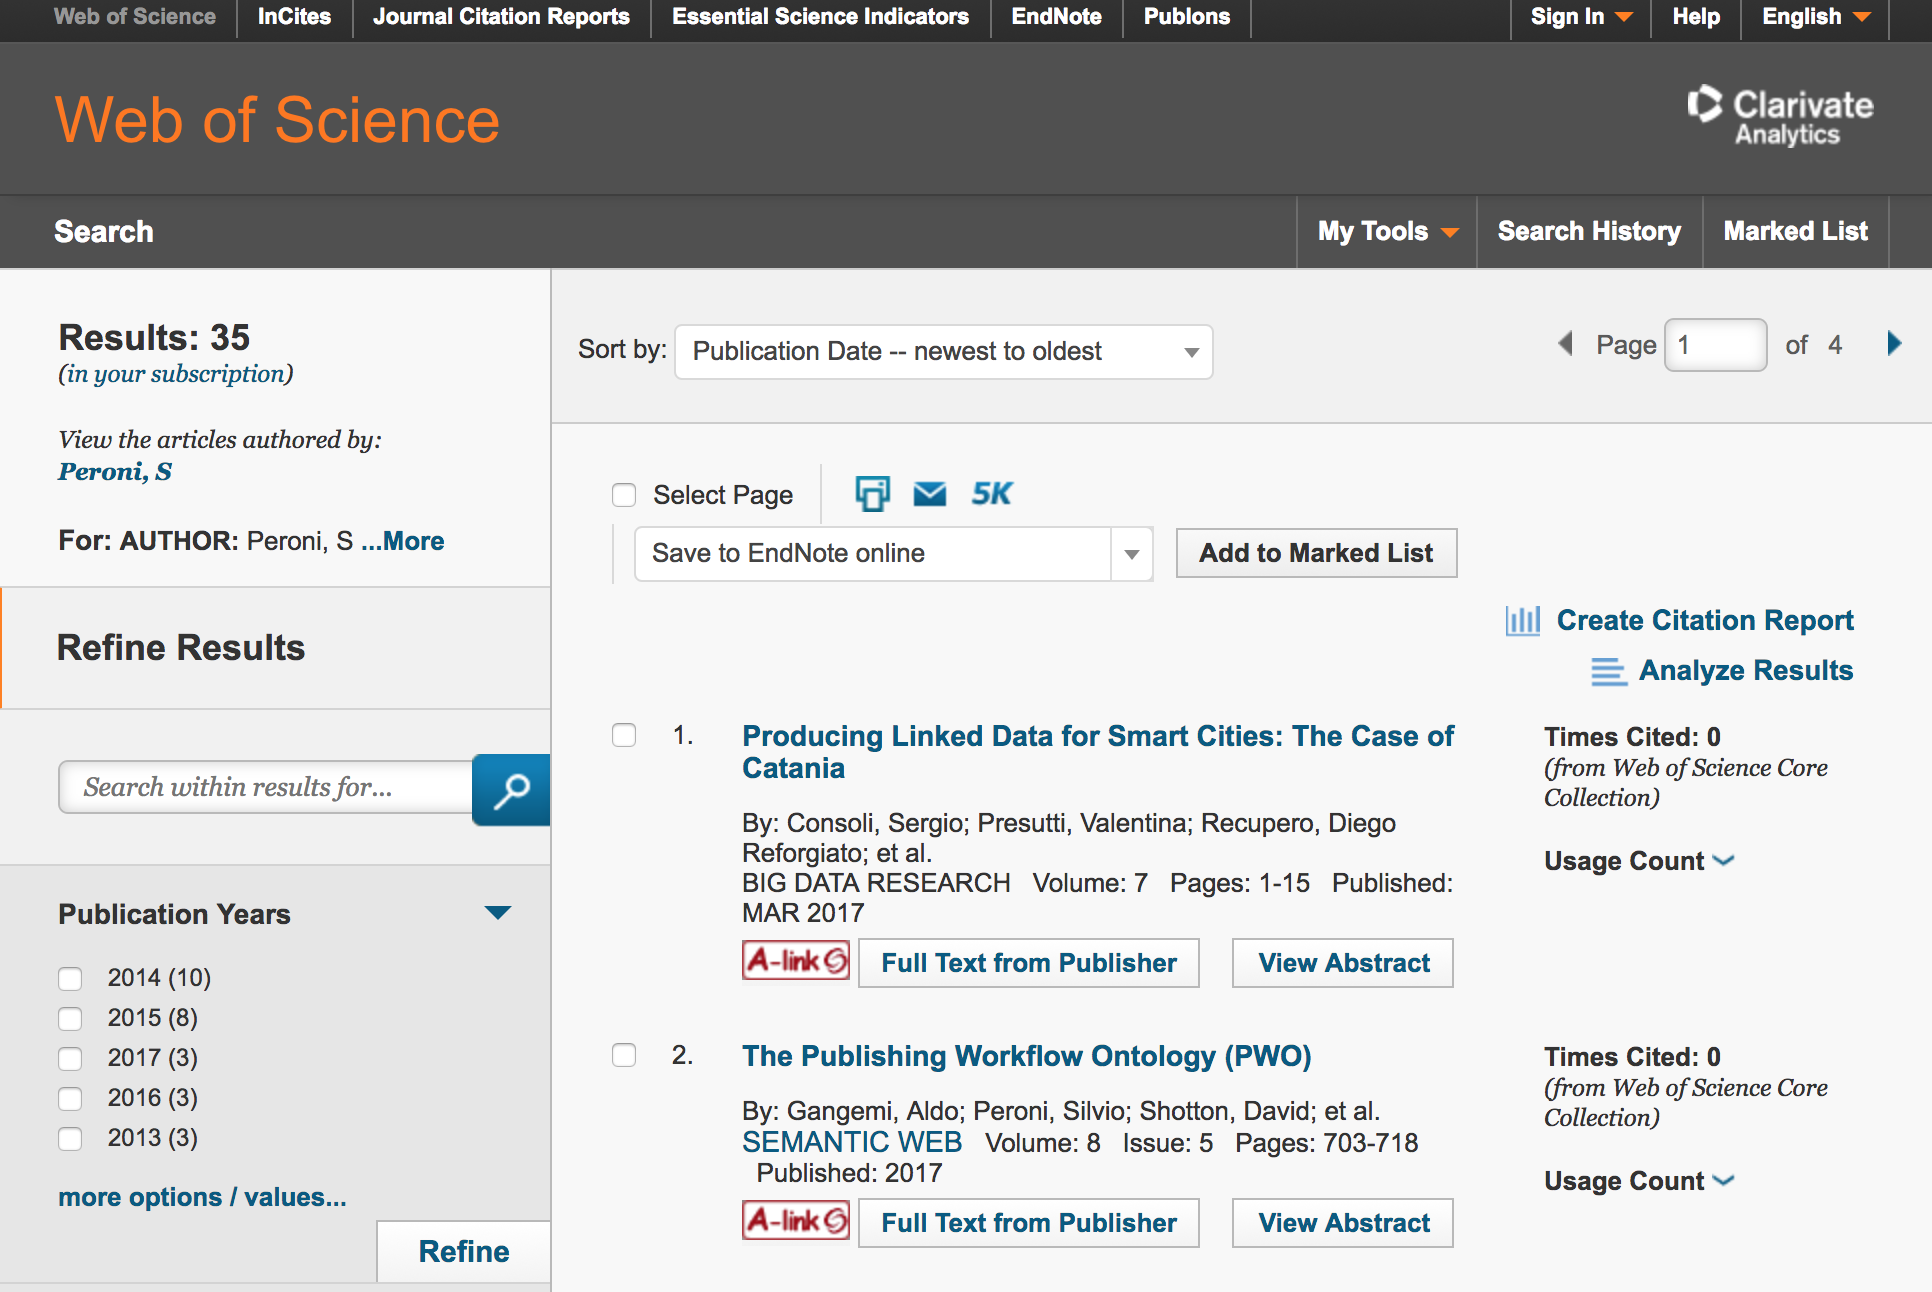 Web of Science InCites Journal Citation Reports Essential Science Indicators EndNote Publons Sign In Help English
Web of Science
Clarivate
Analytics
Search My Tools Search History Marked List
Results: 35
(in your subscription)
View the articles authored by:
Peroni, S
For: AUTHOR: Peroni, S ...More
Refine Results
Search within results for...
Publication Years
2014 (10)
2015 (8)
2017 (3)
2016 (3)
2013 (3)
more options / values...
Refine
Sort by: Publication Date -- newest to oldest
Page 1 of 4
Select Page 5K
Save to EndNote online Add to Marked List
Create Citation Report
Analyze Results
1. Producing Linked Data for Smart Cities: The Case of
Catania
By: Consoli, Sergio; Presutti, Valentina; Recupero, Diego
Reforgiato; et al.
BIG DATA RESEARCH Volume: 7 Pages: 1-15 Published:
MAR 2017
A-link S Full Text from Publisher View Abstract
Times Cited: 0
(from Web of Science Core
Collection)
Usage Count
2. The Publishing Workflow Ontology (PWO)
By: Gangemi, Aldo; Peroni, Silvio; Shotton, David; et al.
SEMANTIC WEB Volume: 8 Issue: 5 Pages: 703-718
Published: 2017
A-link S Full Text from Publisher View Abstract
Times Cited: 0
(from Web of Science Core
Collection)
Usage Count